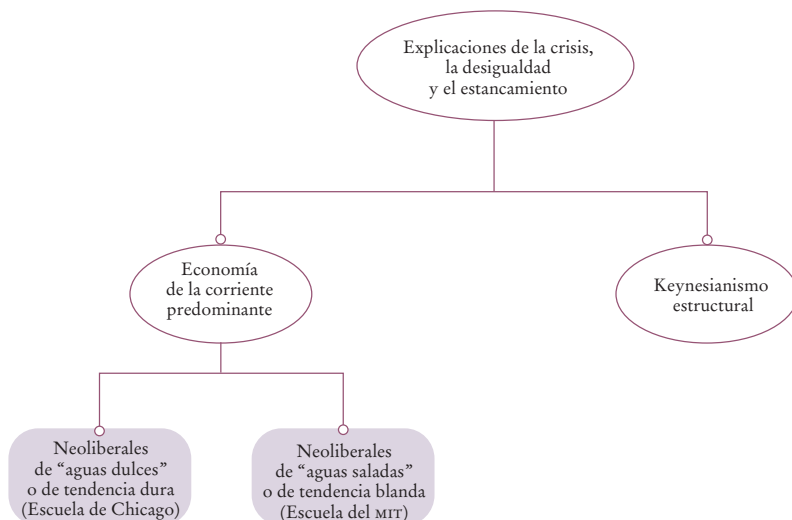 Explicaciones de la crisis,
la desigualdad
y el estancamiento
Economía
de la corriente
predominante
Keynesianismo
estructural
Neoliberales
de “aguas dulces”
o de tendencia dura
(Escuela de Chicago)
Neoliberales
de “aguas saladas”
o de tendencia blanda
(Escuela del MIT)